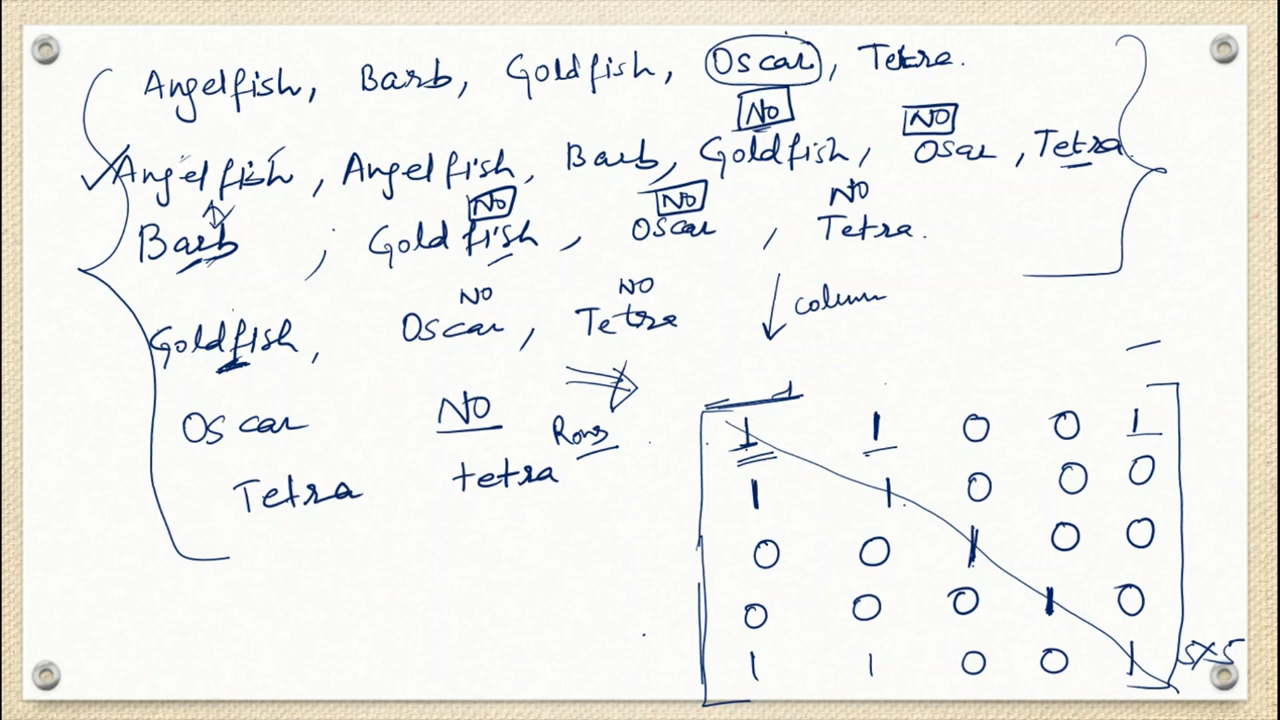 Angelfish, Barb, Goldfish, Oscar, Tetra.
NO NO
Angelfish, Angelfish, Barb, Goldfish, Oscar, Tetra
NO NO NO
Barb, Goldfish, Oscar, Tetra.
NO NO
Goldfish, Oscar, Tetra
column
Oscar NO Rows
Tetra tetra
1 1 0 0 1
1 1 0 0 0
0 0 1 0 0
0 0 0 1 0
1 1 0 0 1
5x5